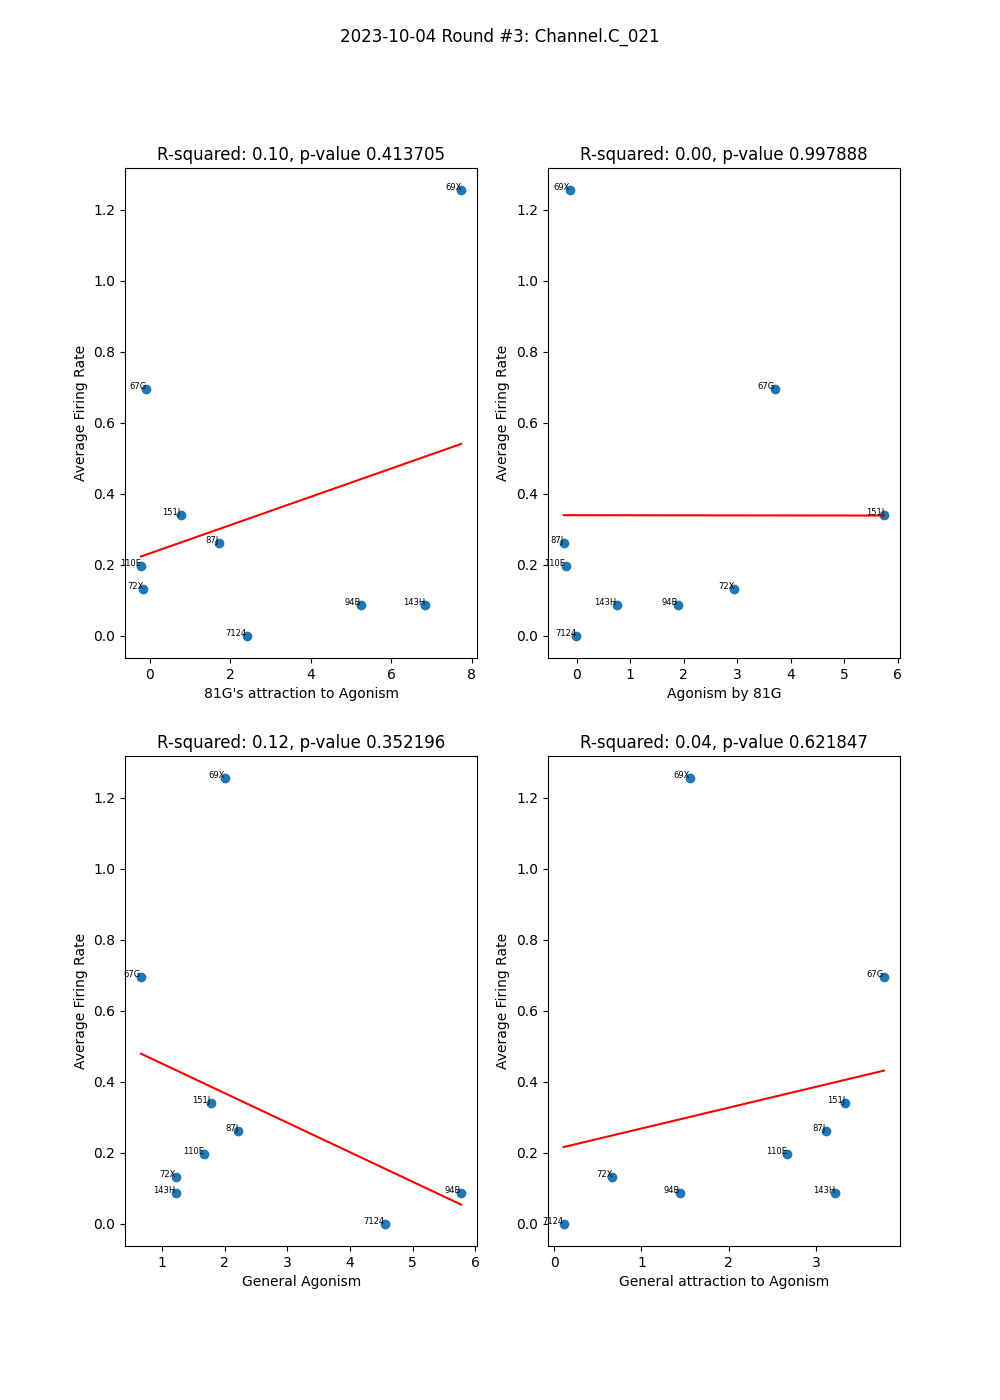 2023-10-04 Round #3: Channel.C_021
R-squared: 0.10, p-value 0.413705
Average Firing Rate
1.2
1.0
0.8
0.6
0.4
0.2
0.0
69X
67G
151J
87J
110E
72X
94B
143H
7124
0
2
4
6
8
81G's attraction to Agonism
R-squared: 0.00, p-value 0.997888
Average Firing Rate
1.2
1.0
0.8
0.6
0.4
0.2
0.0
69X
67G
151J
87J
110E
72X
143H
94B
7124
0
1
2
3
4
5
6
Agonism by 81G
R-squared: 0.12, p-value 0.352196
Average Firing Rate
1.2
1.0
0.8
0.6
0.4
0.2
0.0
69X
67G
151J
87J
110E
72X
143H
94B
7124
1
2
3
4
5
6
General Agonism
R-squared: 0.04, p-value 0.621847
Average Firing Rate
1.2
1.0
0.8
0.6
0.4
0.2
0.0
69X
67G
151J
87J
110E
72X
94B
143H
7124
0
1
2
3
General attraction to Agonism